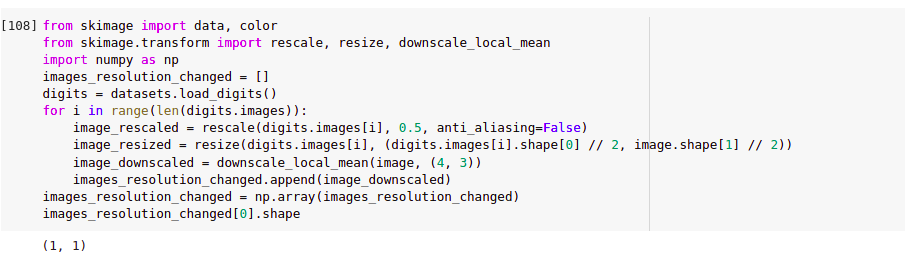 [108] from skimage import data, color
from skimage.transform import rescale, resize, downscale_local_mean
import numpy as np
images_resolution_changed = []
digits = datasets.load_digits()
for i in range(len(digits.images)):
    image_rescaled = rescale(digits.images[i], 0.5, anti_aliasing=False)
    image_resized = resize(digits.images[i], (digits.images[i].shape[0] // 2, image.shape[1] // 2))
    image_downscaled = downscale_local_mean(image, (4, 3))
    images_resolution_changed.append(image_downscaled)
images_resolution_changed = np.array(images_resolution_changed)
images_resolution_changed[0].shape
(1, 1)